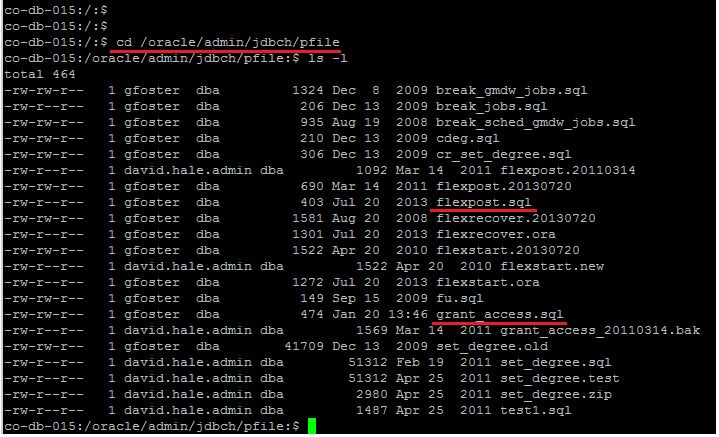 co-db-015:/:$
co-db-015:/:$
co-db-015:/:$ cd /oracle/admin/jdbch/pfile
co-db-015:/oracle/admin/jdbch/pfile:$ ls -l
total 464
-rw-rw-r-- 1 gfoster dba 1324 Dec 8 2009 break_gmdw_jobs.sql
-rw-rw-r-- 1 gfoster dba 206 Dec 13 2009 break_jobs.sql
-rw-rw-r-- 1 gfoster dba 935 Aug 19 2008 break_sched_gmdw_jobs.sql
-rw-rw-r-- 1 gfoster dba 210 Dec 13 2009 cdeg.sql
-rw-rw-r-- 1 gfoster dba 306 Dec 13 2009 cr_set_degree.sql
-rw-r--r-- 1 david.hale.admin dba 1092 Mar 14 2011 flexpost.20110314
-rw-rw-r-- 1 gfoster dba 690 Mar 14 2011 flexpost.20130720
-rw-r--r-- 1 gfoster dba 403 Jul 20 2013 flexpost.sql
-rw-rw-r-- 1 gfoster dba 1581 Aug 20 2008 flexrecover.20130720
-rw-r--r-- 1 gfoster dba 1301 Jul 20 2013 flexrecover.ora
-rw-rw-r-- 1 gfoster dba 1522 Apr 20 2010 flexstart.20130720
-rw-r--r-- 1 david.hale.admin dba 1522 Apr 20 2010 flexstart.new
-rw-r--r-- 1 gfoster dba 1272 Jul 20 2013 flexstart.ora
-rw-rw-r-- 1 gfoster dba 149 Sep 15 2009 fu.sql
-rw-rw-r-- 1 gfoster dba 474 Jan 20 13:46 grant_access.sql
-rw-r--r-- 1 david.hale.admin dba 1569 Mar 14 2011 grant_access_20110314.bak
-rw-rw-r-- 1 gfoster dba 41709 Dec 13 2009 set_degree.old
-rw-r--r-- 1 david.hale.admin dba 51312 Feb 19 2011 set_degree.sql
-rw-r--r-- 1 david.hale.admin dba 51312 Apr 25 2011 set_degree.test
-rw-r--r-- 1 david.hale.admin dba 2980 Apr 25 2011 set_degree.zip
-rw-r--r-- 1 david.hale.admin dba 1487 Apr 25 2011 test1.sql
co-db-015:/oracle/admin/jdbch/pfile:$